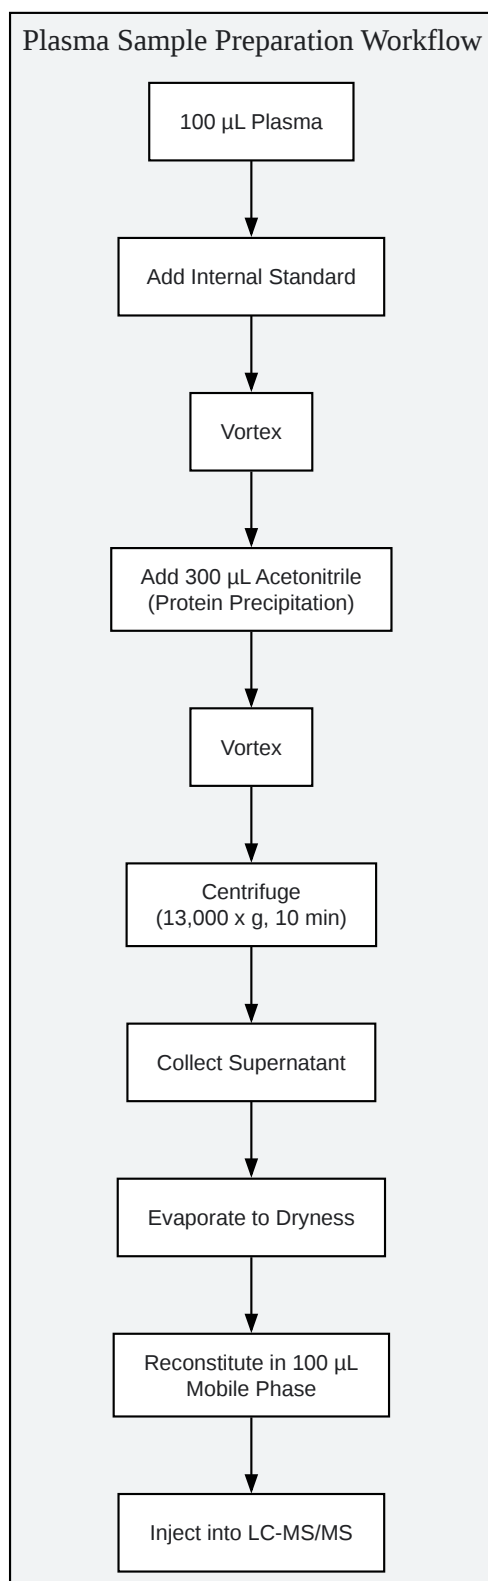 Plasma Sample Preparation Workflow
100 µL Plasma
Add Internal Standard
Vortex
Add 300 µL Acetonitrile
(Protein Precipitation)
Vortex
Centrifuge
(13,000 x g, 10 min)
Collect Supernatant
Evaporate to Dryness
Reconstitute in 100 µL
Mobile Phase
Inject into LC-MS/MS